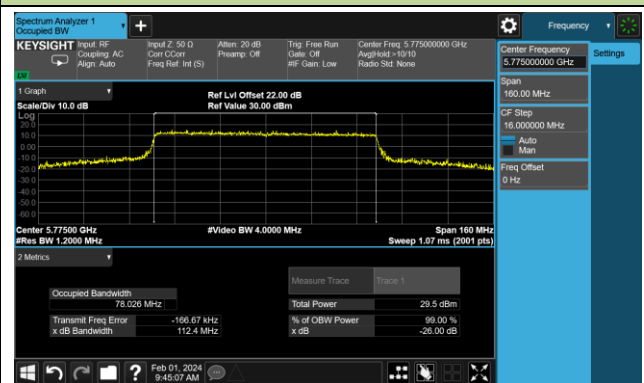 Spectrum Analyzer 1
Occupied BW
+
Frequency
KEYSIGHT
Input: RF
Coupling: AC
Align: Auto
Input Z: 50 Ω
Corr CCorr
Freq Ref: Int (S)
Atten: 20 dB
Preamp: Off
Trig: Free Run
Gate: Off
#IF Gain: Low
Center Freq: 5.775000000 GHz
Avg|Hold:>10/10
Radio Std: None
Center Frequency
5.775000000 GHz
Settings
Span
160.00 MHz
CF Step
16.000000 MHz
Auto
Man
Freq Offset
0 Hz
1 Graph
Scale/Div 10.0 dB
Ref Lvl Offset 22.00 dB
Ref Value 30.00 dBm
Log
20.0
10.0
0.00
-10.0
-20.0
-30.0
-40.0
-50.0
-60.0
Center 5.77500 GHz
#Video BW 4.0000 MHz
Span 160 MHz
#Res BW 1.2000 MHz
Sweep 1.07 ms (2001 pts)
2 Metrics
Measure Trace
Trace 1
Occupied Bandwidth
78.026 MHz
Total Power
29.5 dBm
Transmit Freq Error
-166.67 kHz
% of OBW Power
99.00 %
x dB Bandwidth
112.4 MHz
x dB
-26.00 dB
?
Feb 01, 2024
9:45:07 AM